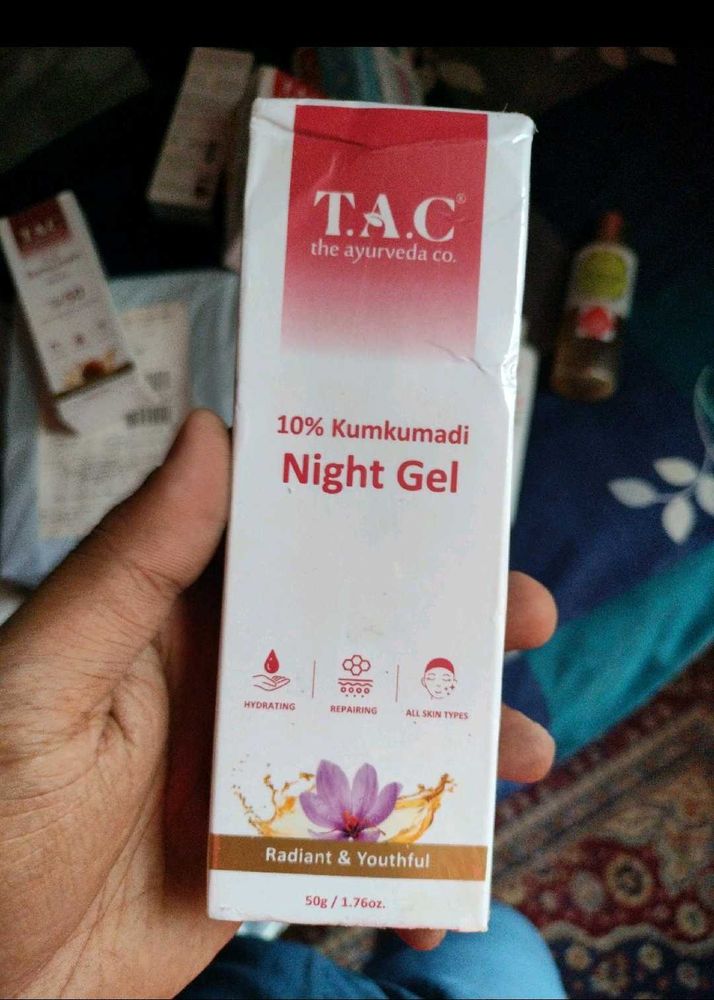 T.A.C®
the ayurveda co.
10% Kumkumadi
Night Gel
HYDRATING
REPAIRING
ALL SKIN TYPES
Radiant & Youthful
50g / 1.76oz.
T.A.C